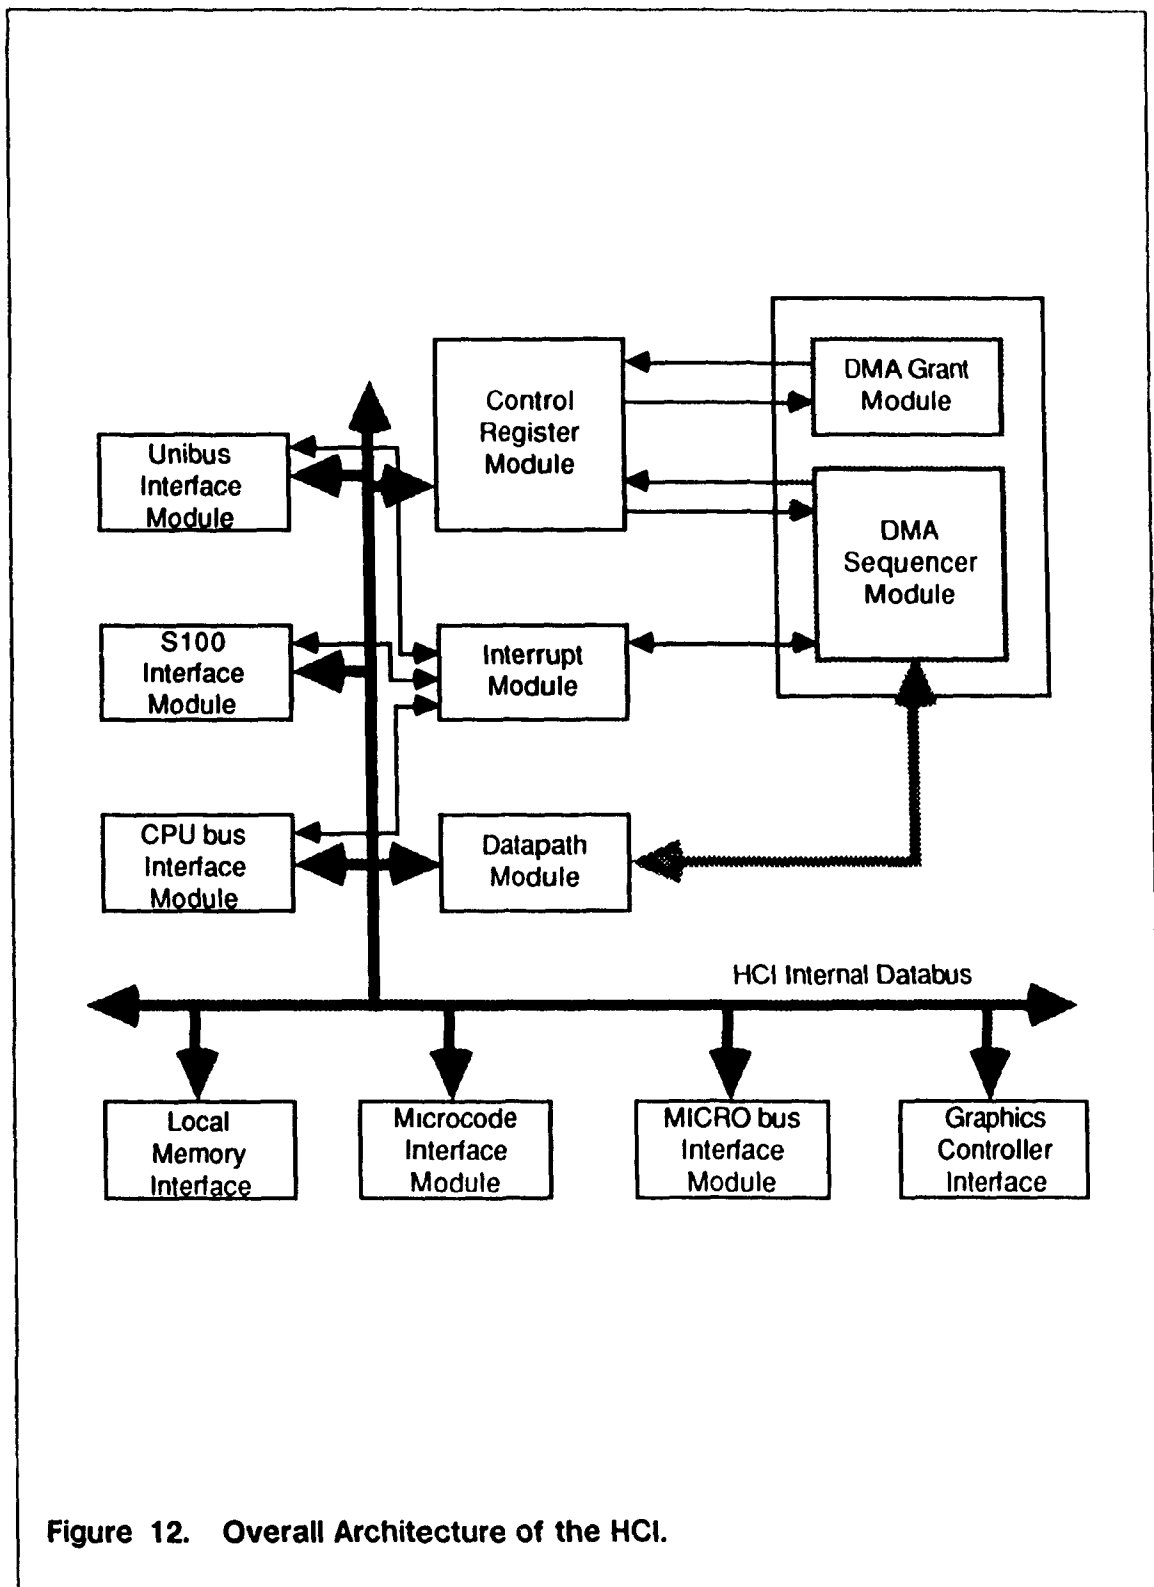 DMA Grant
Module
Control
Register
Module
Unibus
Interface
Module
DMA
Sequencer
Module
S100
Interface
Module
Interrupt
Module
CPU bus
Interface
Module
Datapath
Module
HCI Internal Databus
Local
Memory
Interface
Microcode
Interface
Module
MICRO bus
Interface
Module
Graphics
Controller
Interface
Figure 12. Overall Architecture of the HCI.